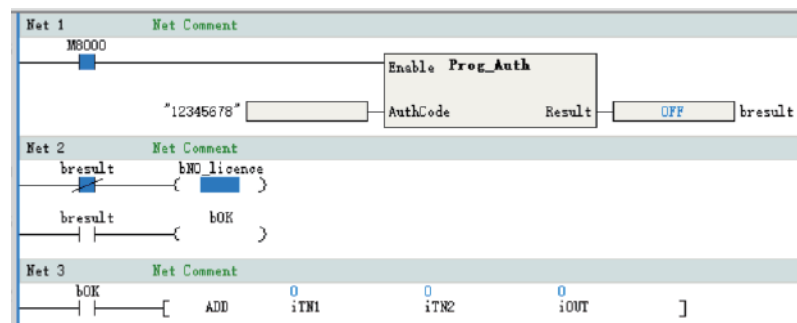 Net 1 Net Comment
M8000
Enable Prog_Auth
"12345678" AuthCode Result OFF bresult
Net 2 Net Comment
bresult bNO_licence
bresult bOK
Net 3 Net Comment
bOK 0 0 0
ADD iTN1 iTN2 iOUT